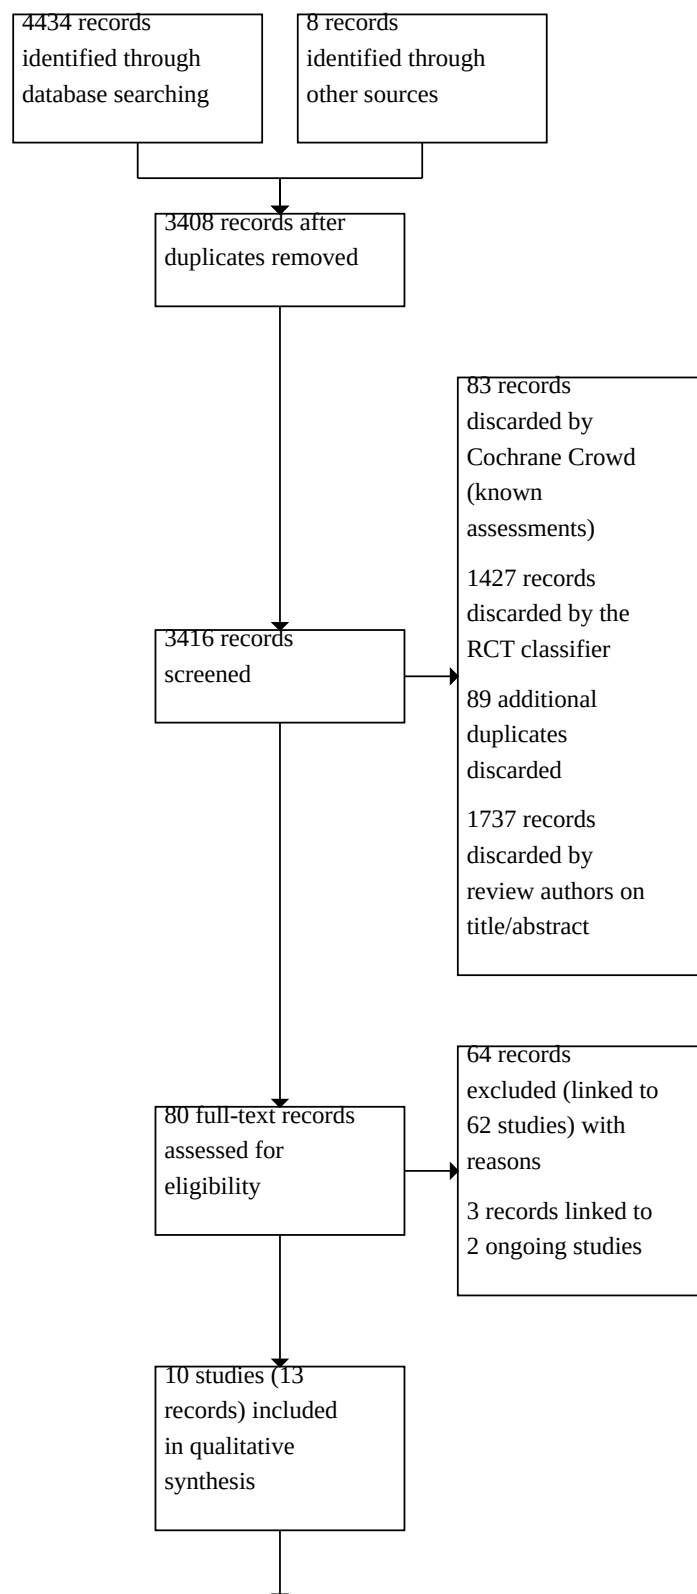 4434 records
identified through
database searching
8 records
identified through
other sources
3408 records after
duplicates removed
83 records
discarded by
Cochrane Crowd
(known
assessments)
1427 records
discarded by the
RCT classifier
89 additional
duplicates
discarded
1737 records
discarded by
review authors on
title/abstract
3416 records
screened
64 records
excluded (linked to
62 studies) with
reasons
3 records linked to
2 ongoing studies
80 full-text records
assessed for
eligibility
10 studies (13
records) included
in qualitative
synthesis